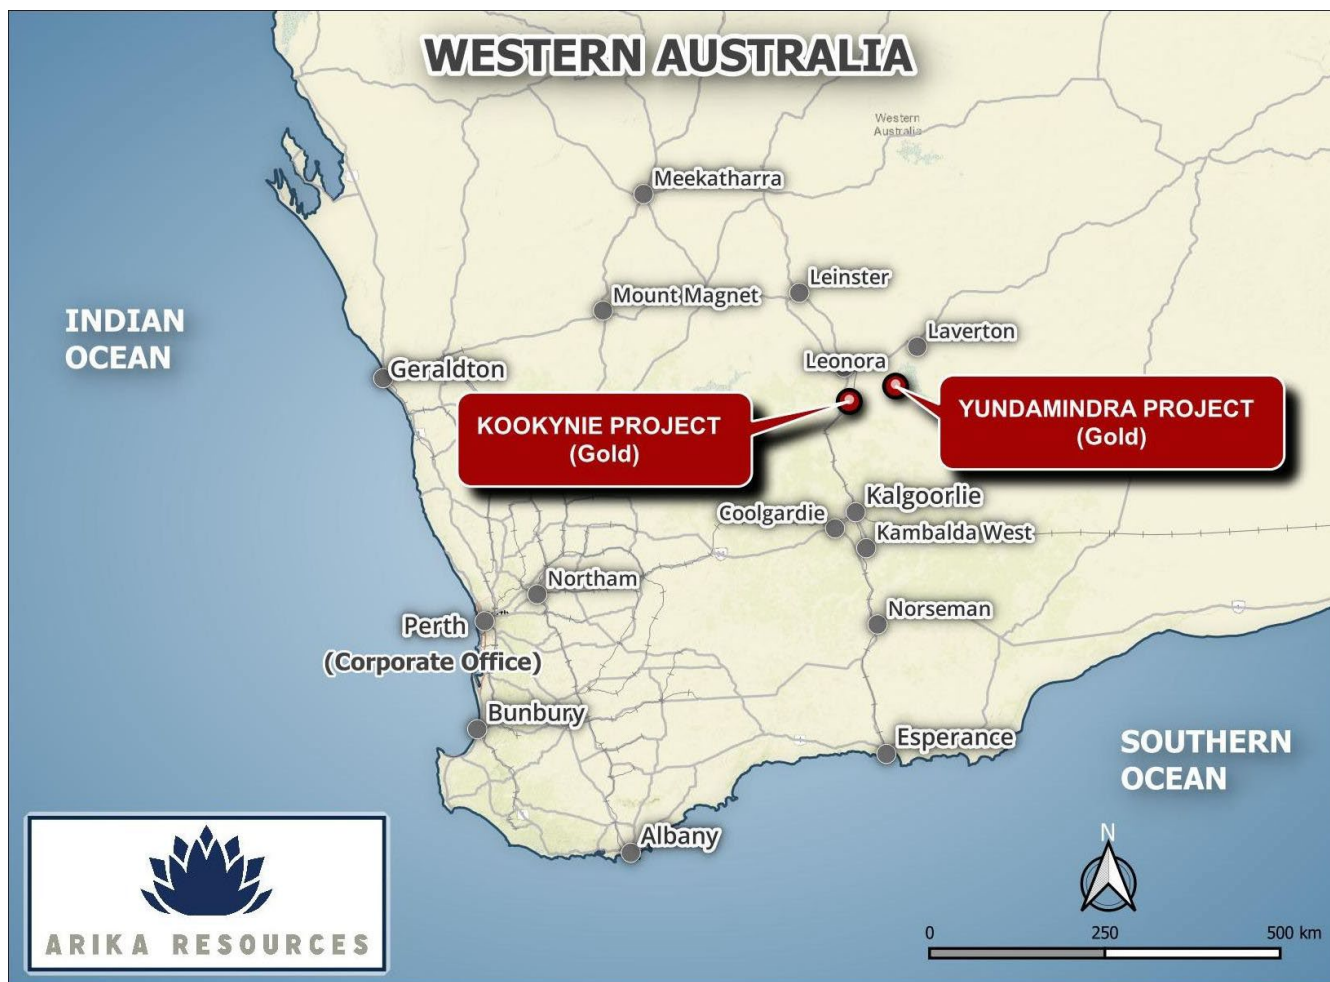 WESTERN AUSTRALIA
Western
Australia
Meekatharra
Leinster
Mount Magnet
INDIAN
OCEAN
Laverton
Leonora
Geraldton
KOOKYNIE PROJECT
(Gold)
YUNDAMINDRA PROJECT
(Gold)
Kalgoorlie
Coolgardie
Kambalda West
Northam
Norseman
Perth
(Corporate Office)
Bunbury
Esperance
SOUTHERN
OCEAN
Albany
N
0 250 500 km
ARIKA RESOURCES